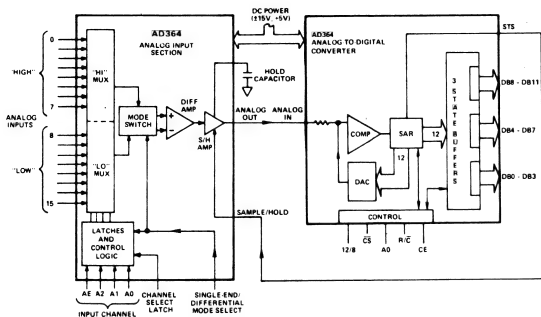 DC POWER
(±15V, +5V)
AD364
ANALOG INPUT
SECTION
AD364
ANALOG TO DIGITAL
CONVERTER
STS
0
"HIGH"
7
ANALOG
INPUTS
8
"LOW"
15
"HI"
MUX
"LO"
MUX
MODE
SWITCH
DIFF
AMP
+
−
S/H
AMP
HOLD
CAPACITOR
ANALOG
OUT
ANALOG
IN
COMP
SAR
12
12
DAC
3
STATE
BUFFERS
DB8 - DB11
DB4 - DB7
DB0 - DB3
SAMPLE/HOLD
CONTROL
12/8
CS
A0
R/C
CE
LATCHES
AND
CONTROL
LOGIC
AE A2 A1 A0
INPUT CHANNEL
CHANNEL
SELECT
LATCH
SINGLE-END/
DIFFERENTIAL
MODE SELECT